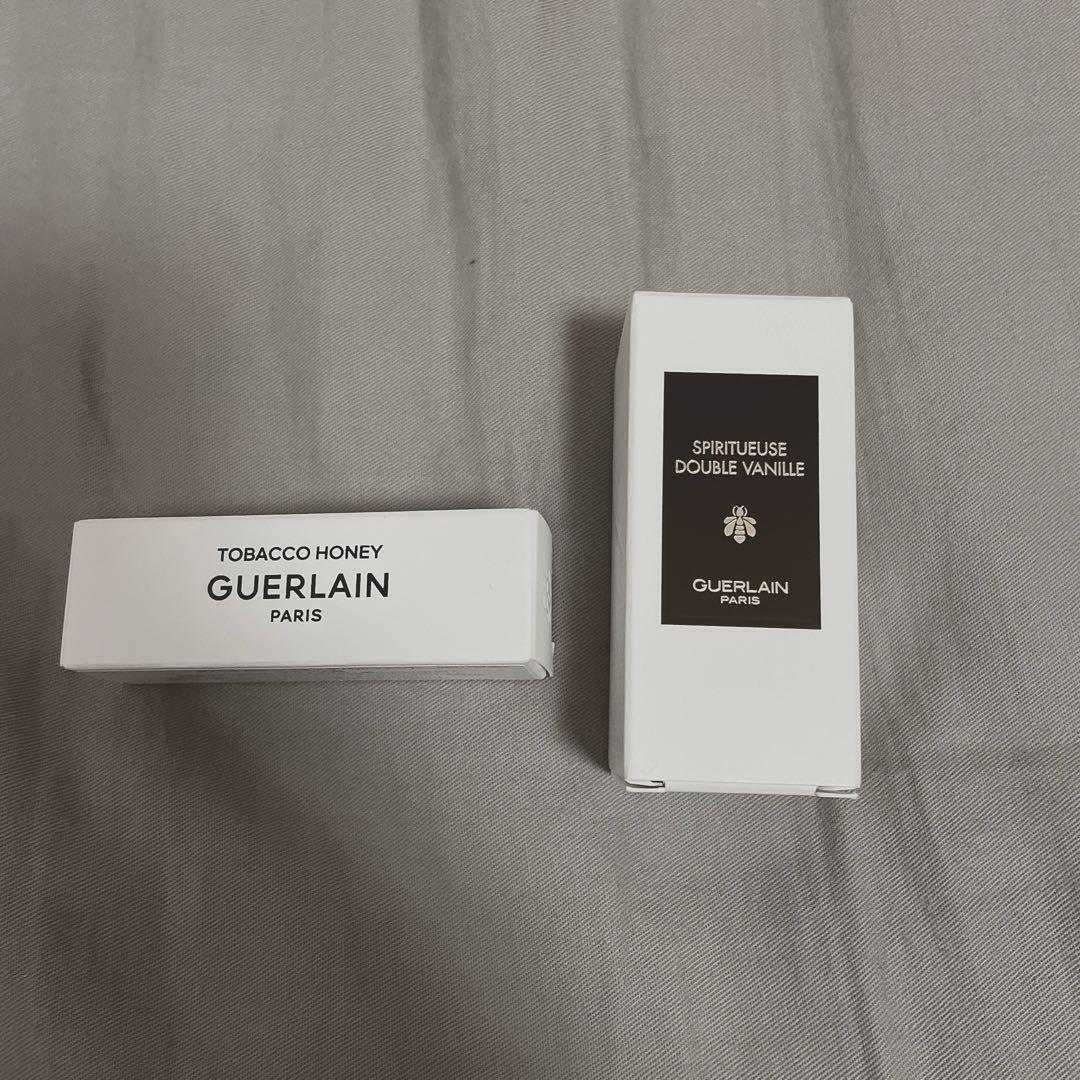 TOBACCO HONEY
GUERLAIN
PARIS
SPIRITUEUSE
DOUBLE VANILLE
GUERLAIN
PARIS